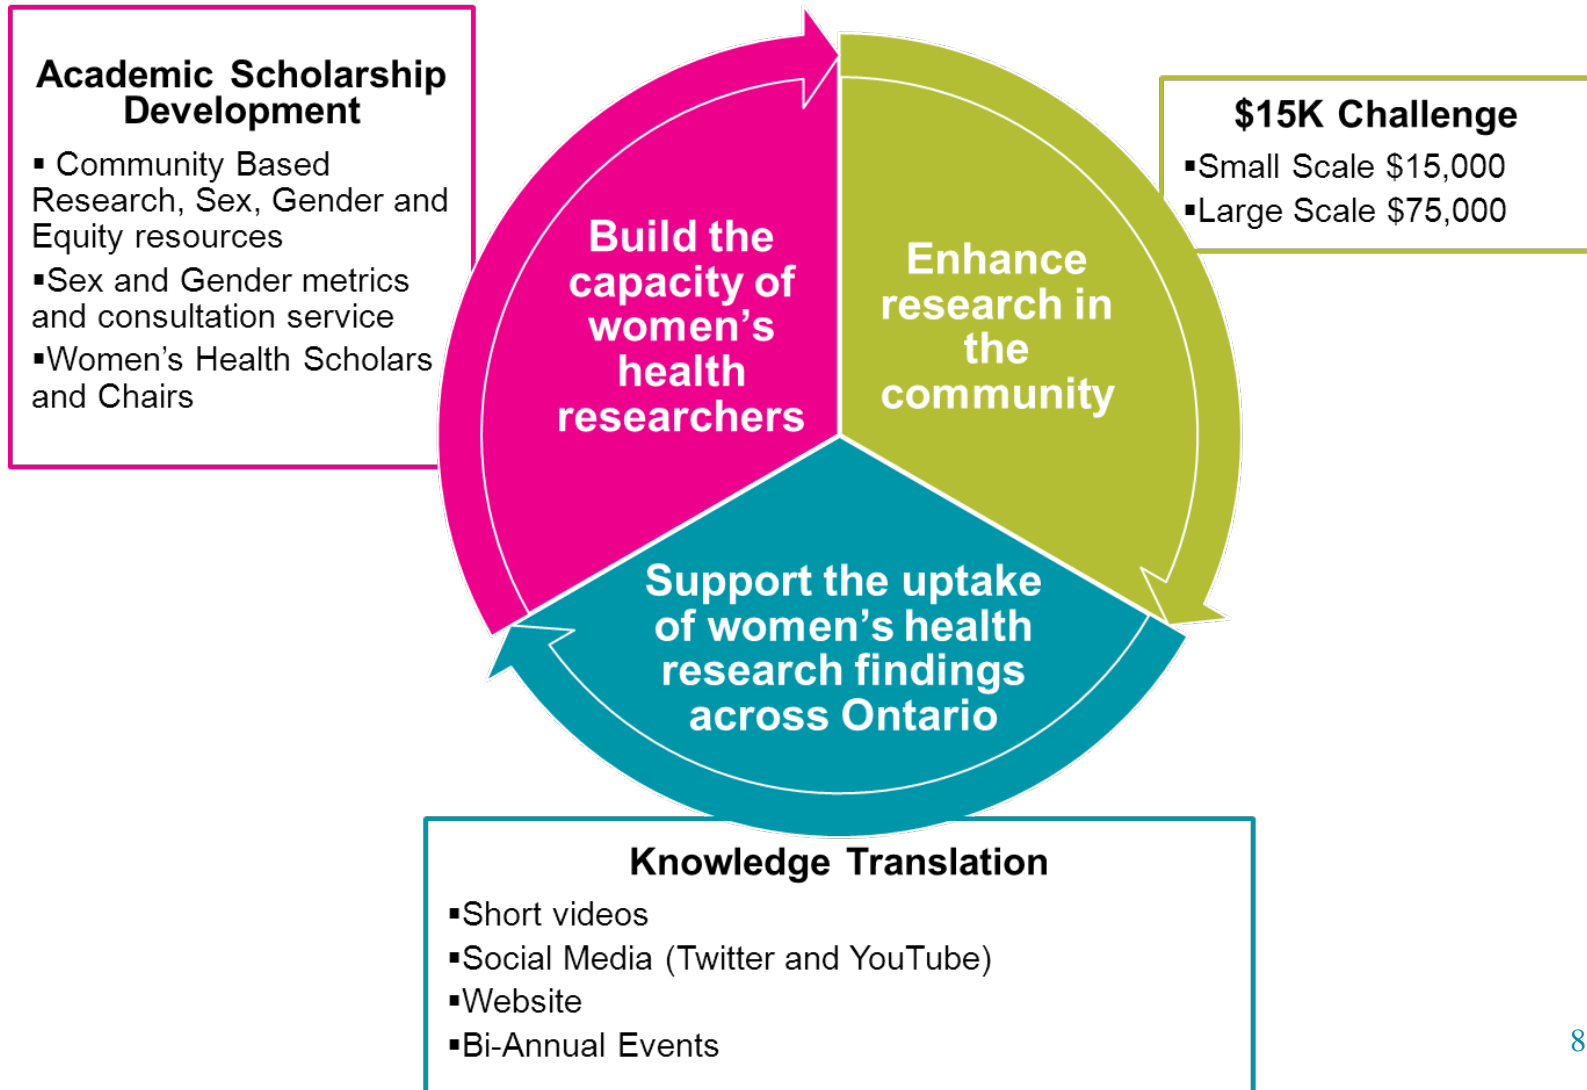 Academic Scholarship
Development
▪ Community Based
Research, Sex, Gender and
Equity resources
▪Sex and Gender metrics
and consultation service
▪Women’s Health Scholars
and Chairs
Build the
capacity of
women’s
health
researchers
Enhance
research in
the
community
$15K Challenge
▪Small Scale $15,000
▪Large Scale $75,000
Support the uptake
of women’s health
research findings
across Ontario
Knowledge Translation
▪Short videos
▪Social Media (Twitter and YouTube)
▪Website
▪Bi-Annual Events
8